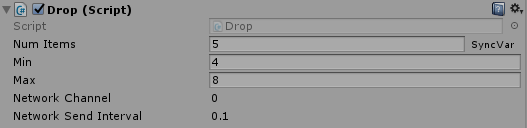 Drop (Script)
Script Drop
Num Items 5 SyncVar
Min 4
Max 8
Network Channel 0
Network Send Interval 0.1